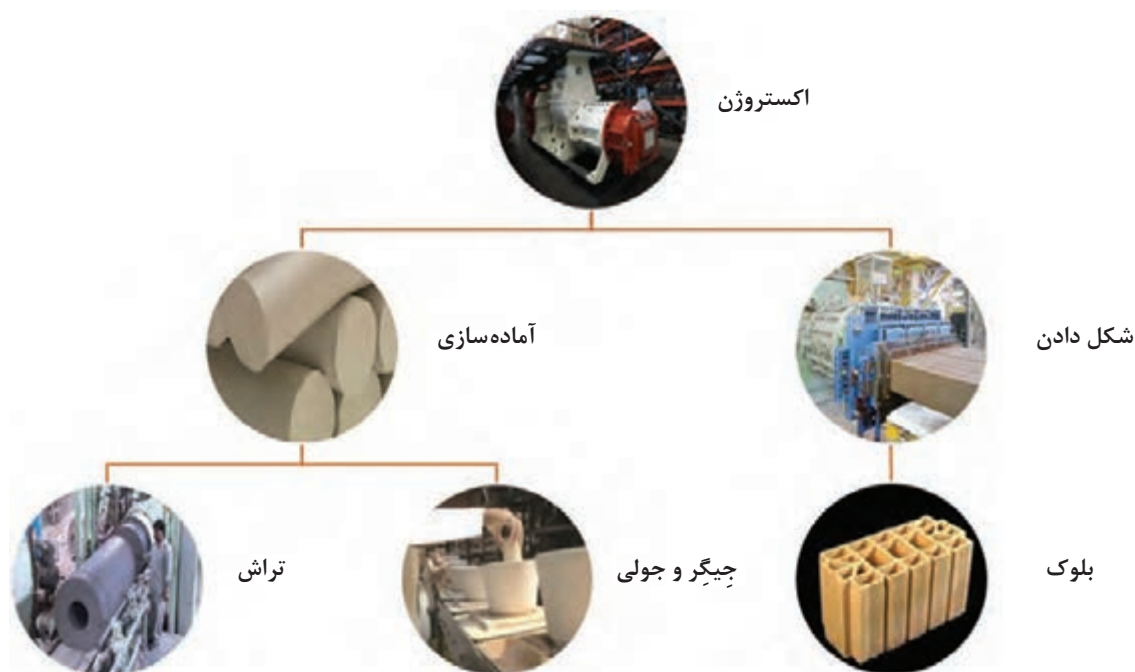 اکستروژن
شکل دادن
آماده‌سازی
بلوک
جِیگِر و جولی
تراش